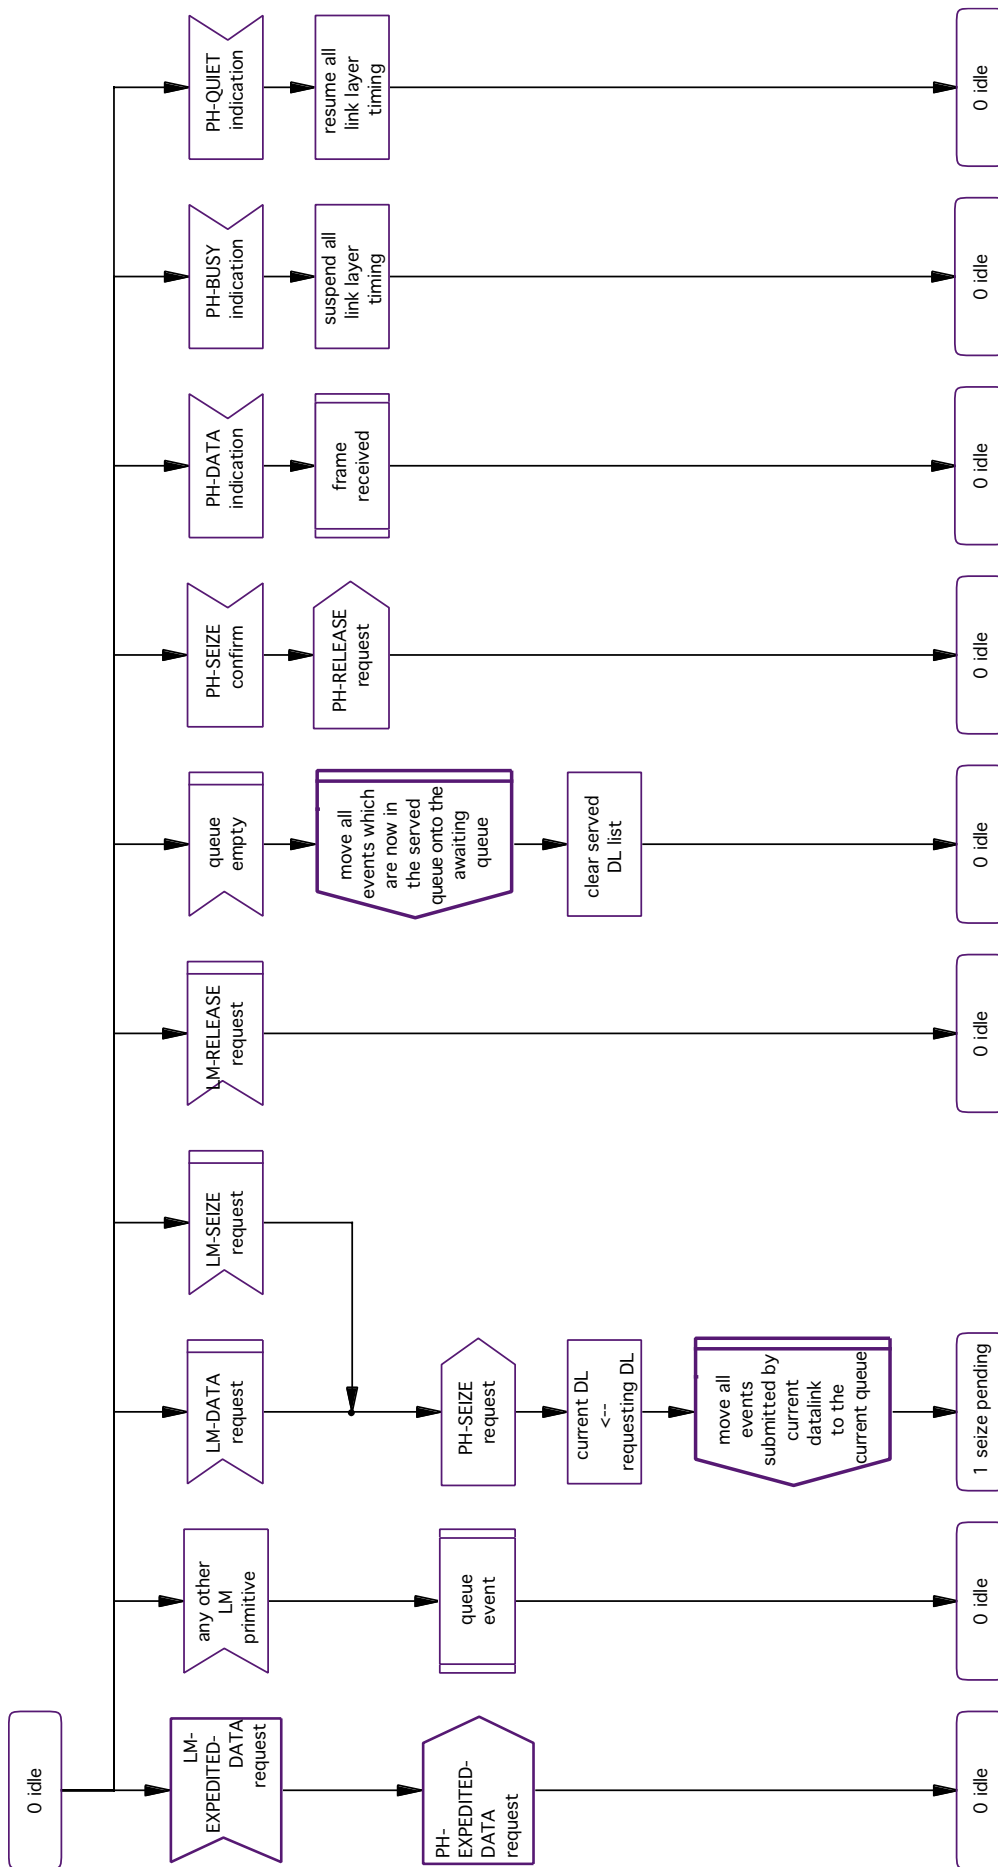 0 idle
LM-
EXPEDITED-
DATA
request
PH-
EXPEDITED-
DATA
request
0 idle
any other
LM
primitive
queue
event
0 idle
LM-DATA
request
PH-SEIZE
request
current DL
<--
requesting DL
move all
events
submitted by
current
datalink
to the
current queue
1 seize pending
LM-SEIZE
request
LM-RELEASE
request
0 idle
queue
empty
move all
events which
are now in
the served
queue onto the
awaiting
queue
clear served
DL list
0 idle
PH-SEIZE
confirm
PH-RELEASE
request
0 idle
PH-DATA
indication
frame
received
0 idle
PH-BUSY
indication
suspend all
link layer
timing
0 idle
PH-QUIET
indication
resume all
link layer
timing
0 idle